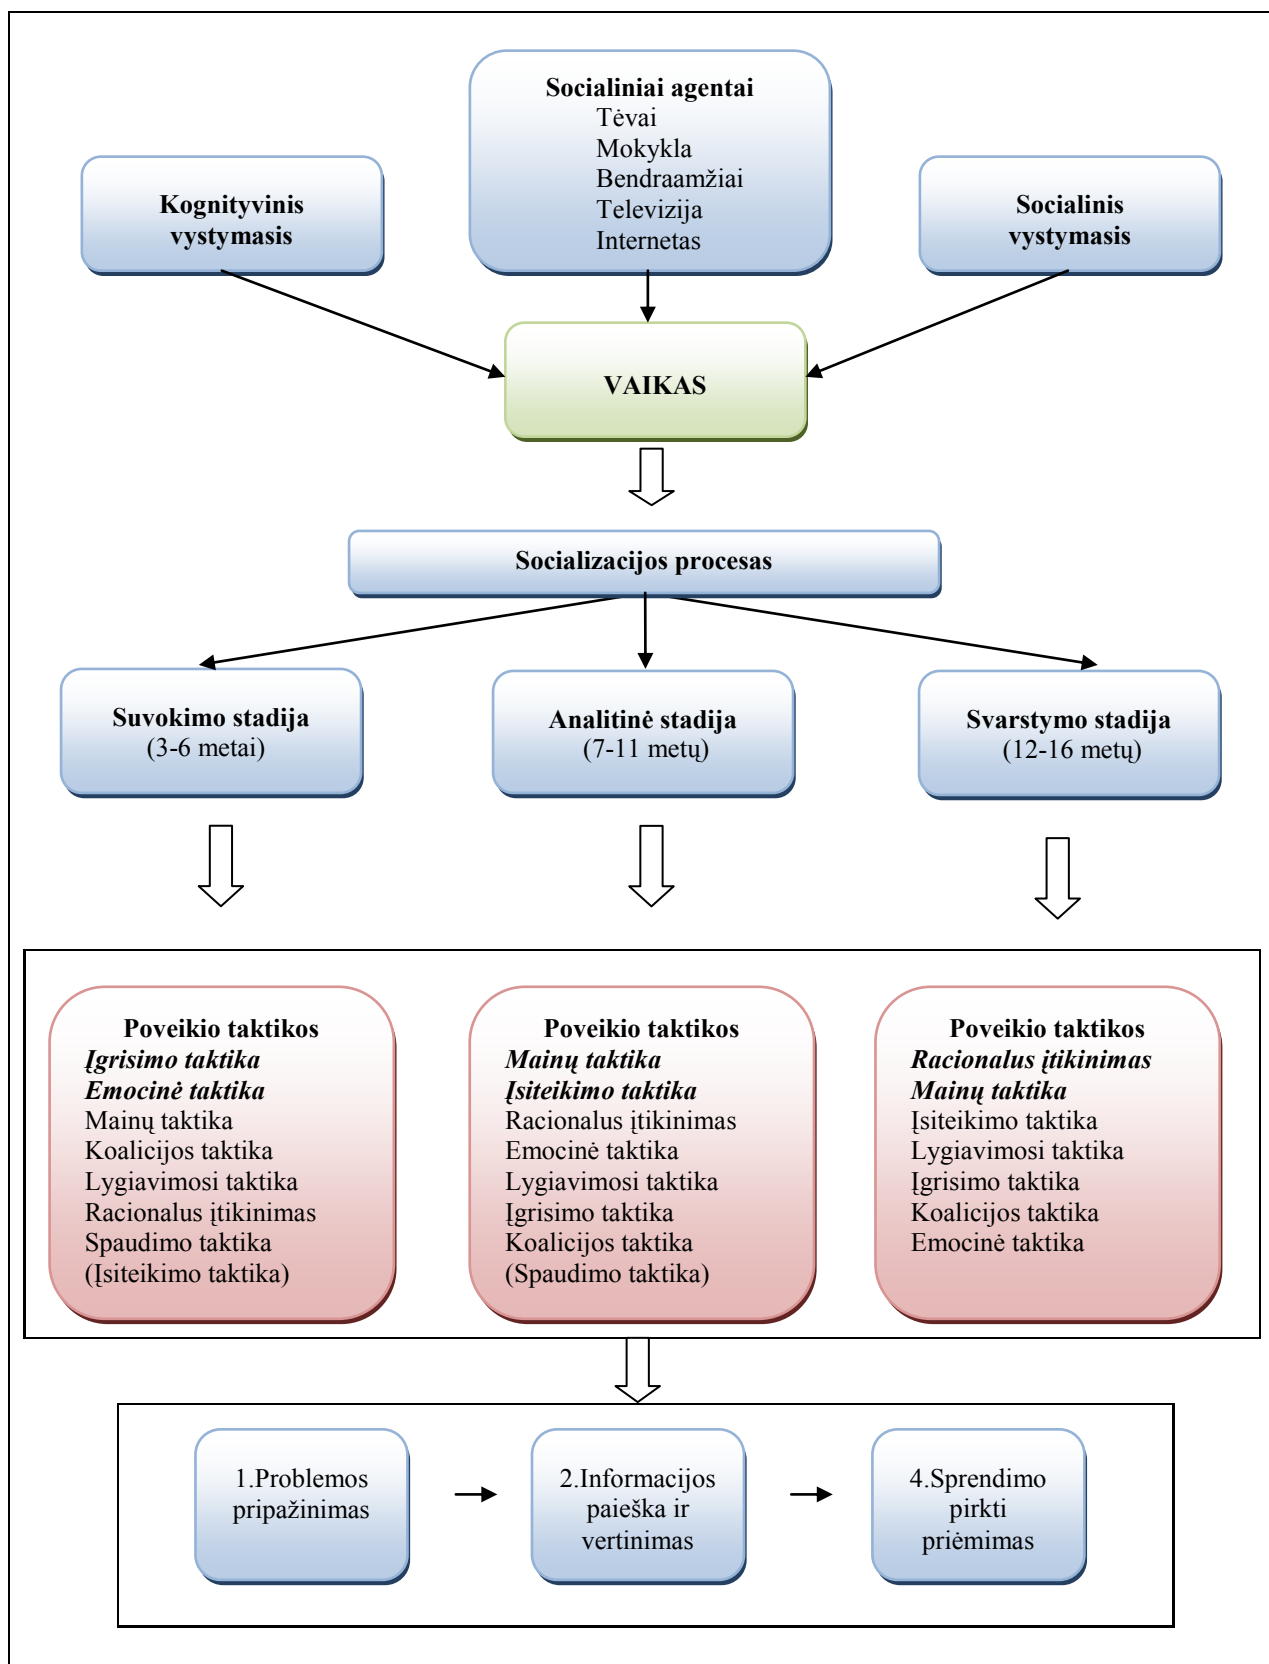 Socialiniai agentai
Tėvai
Mokykla
Bendraamžiai
Televizija
Internetas
Kognityvinis
vystymasis
Socialinis
vystymasis
VAIKAS
Socializacijos procesas
Suvokimo stadija
(3-6 metai)
Analitinė stadija
(7-11 metų)
Svarstymo stadija
(12-16 metų)
Poveikio taktikos
Įgrisimo taktika
Emocinė taktika
Mainų taktika
Koalicijos taktika
Lygiavimosi taktika
Racionalus įtikinimas
Spaudimo taktika
(Įsiteikimo taktika)
Poveikio taktikos
Mainų taktika
Įsiteikimo taktika
Racionalus įtikinimas
Emocinė taktika
Lygiavimosi taktika
Įgrisimo taktika
Koalicijos taktika
(Spaudimo taktika)
Poveikio taktikos
Racionalus įtikinimas
Mainų taktika
Įsiteikimo taktika
Lygiavimosi taktika
Įgrisimo taktika
Koalicijos taktika
Emocinė taktika
1.Problemos
pripažinimas
2.Informacijos
paieška ir
vertinimas
4.Sprendimo
pirkti
priėmimas